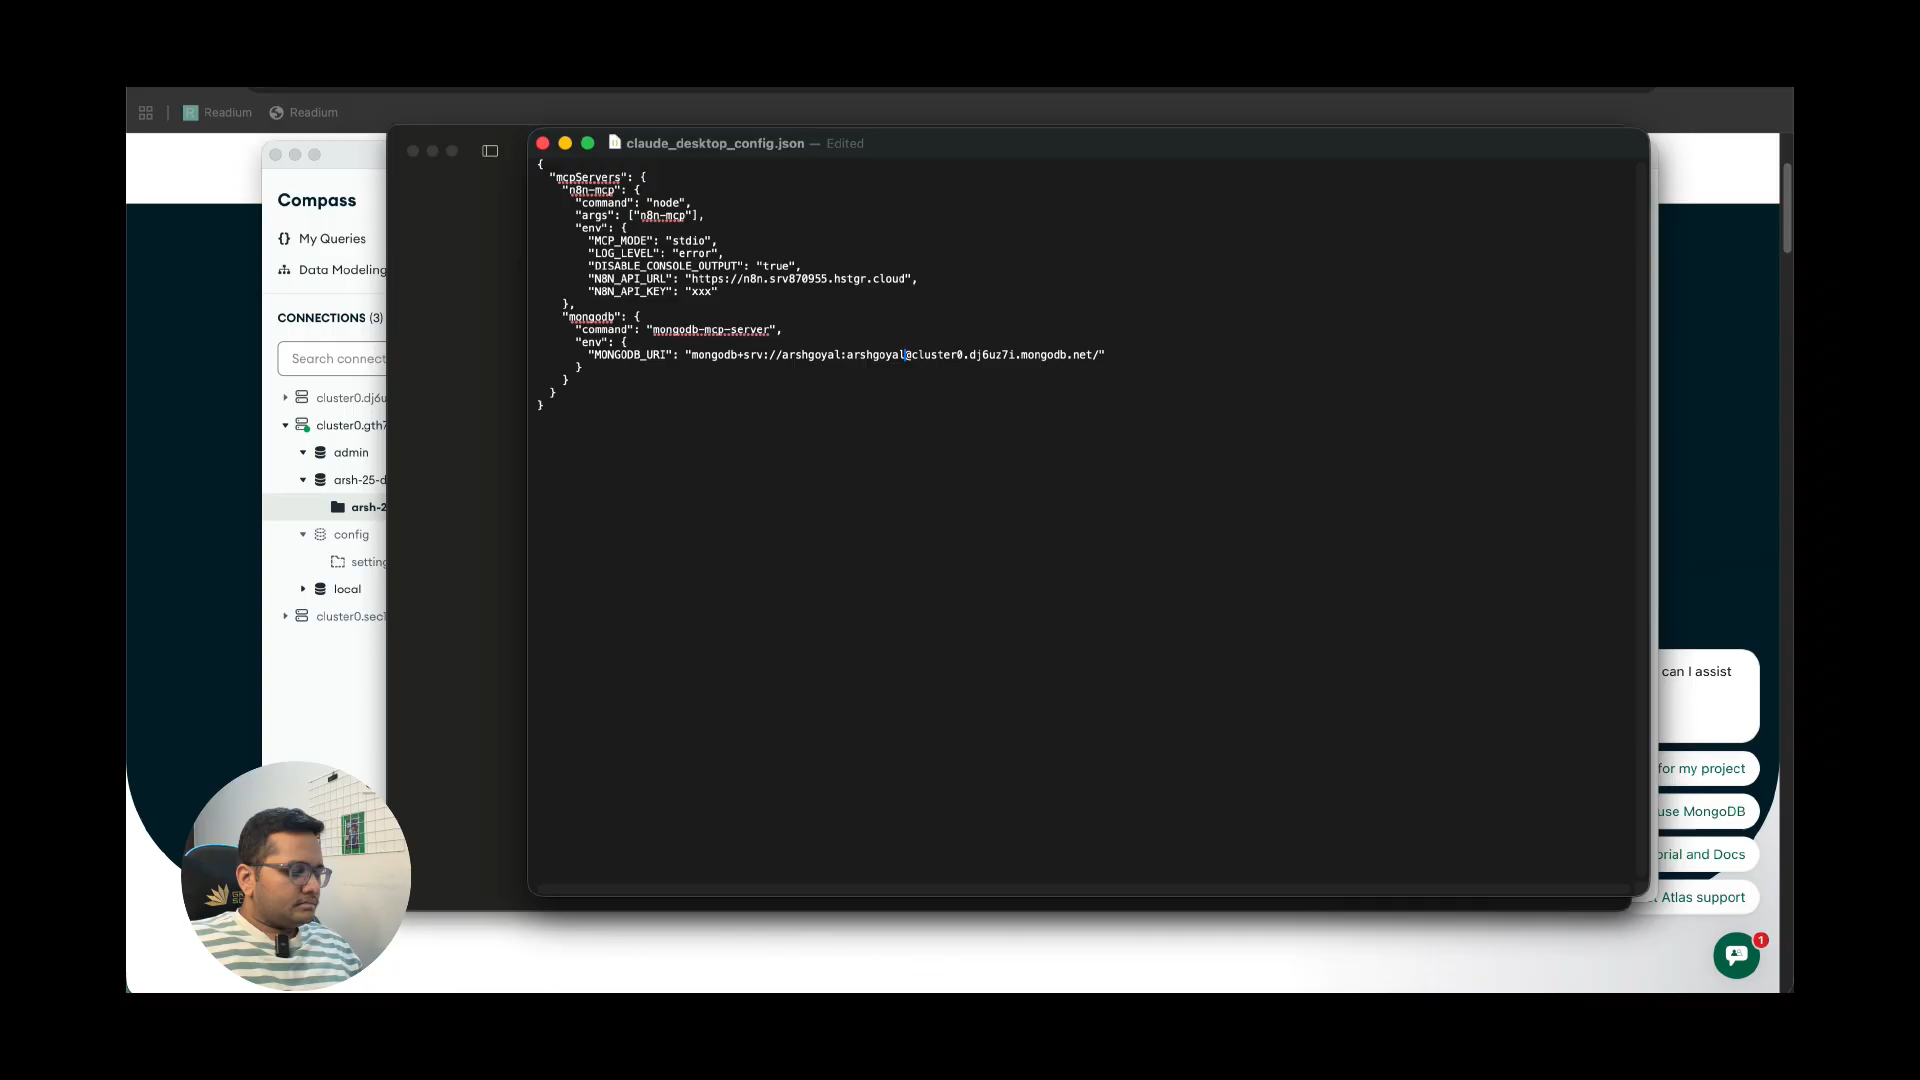 Readium
Readium
claude_desktop_config.json — Edited
{
"mcpServers": {
"n8n-mcp": {
"command": "node",
"args": ["n8n-mcp"],
"env": {
"MCP_MODE": "stdio",
"LOG_LEVEL": "error",
"DISABLE_CONSOLE_OUTPUT": "true",
"N8N_API_URL": "https://n8n.srv870955.hstgr.cloud",
"N8N_API_KEY": "xxx"
},
"mongodb": {
"command": "mongodb-mcp-server",
"env": {
"MONGODB_URI": "mongodb+srv://arshgoyal:arshgoyal@cluster0.dj6uz7i.mongodb.net/"
}
}
}
}
Compass
My Queries
Data Modeling
CONNECTIONS (3)
Search connect
cluster0.dj6u
cluster0.gth7
admin
arsh-25-d
arsh-2
config
setting
local
cluster0.sec1
can I assist
for my project
use MongoDB
orial and Docs
Atlas support
1